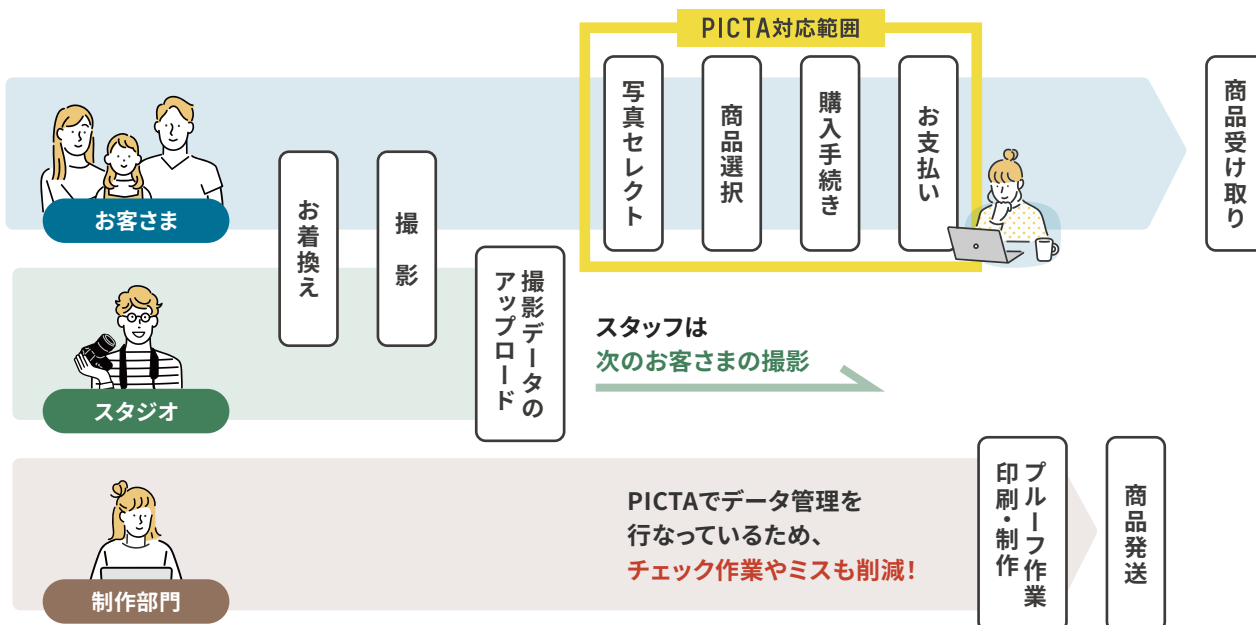 PICTA対応範囲
お客さま
お着換え
撮影
写真セレクト
商品選択
購入手続き
お支払い
商品受け取り
スタジオ
撮影データの
アップロード
スタッフは
次のお客さまの撮影
制作部門
PICTAでデータ管理を
行なっているため、
チェック作業やミスも削減！
プルーフ作業
印刷・制作
商品発送